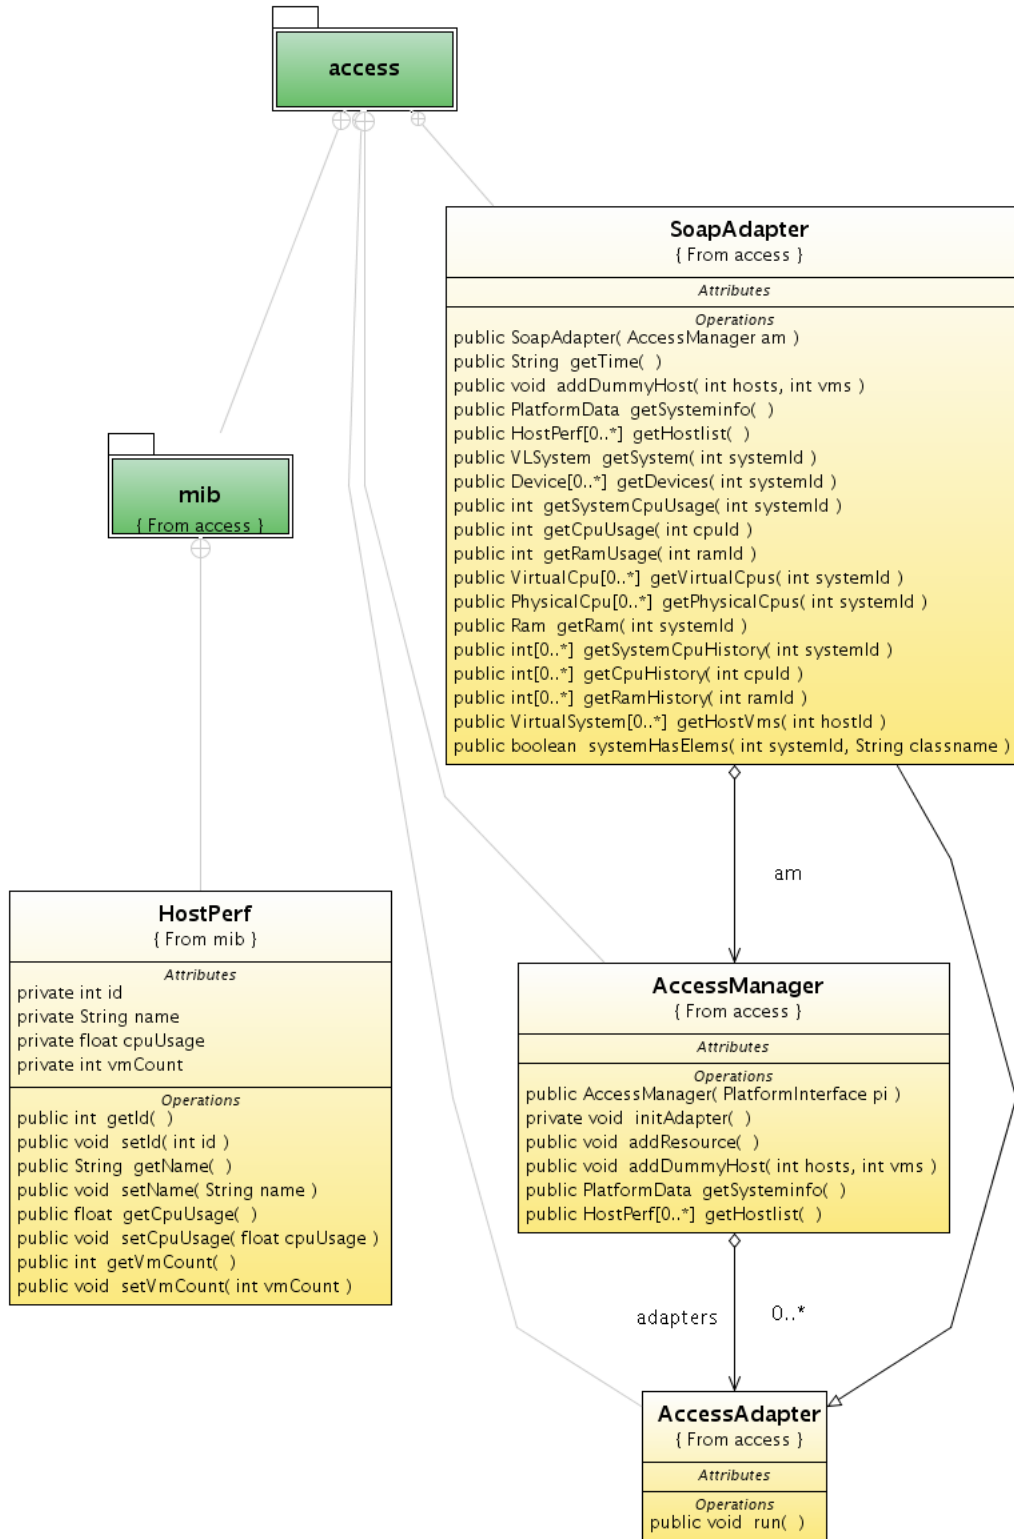 access
SoapAdapter
{ From access }
Attributes
Operations
public SoapAdapter( AccessManager am )
public String getTime( )
public void addDummyHost( int hosts, int vms )
public PlatformData getSysteminfo( )
public HostPerf[0..*] getHostlist( )
public VLSystem getSystem( int systemId )
public Device[0..*] getDevices( int systemId )
public int getSystemCpuUsage( int systemId )
public int getCpuUsage( int cpuId )
public int getRamUsage( int ramId )
public VirtualCpu[0..*] getVirtualCpus( int systemId )
public PhysicalCpu[0..*] getPhysicalCpus( int systemId )
public Ram getRam( int systemId )
public int[0..*] getSystemCpuHistory( int systemId )
public int[0..*] getCpuHistory( int cpuId )
public int[0..*] getRamHistory( int ramId )
public VirtualSystem[0..*] getHostVms( int hostId )
public boolean systemHasElems( int systemId, String classname )
mib
{ From access }
am
HostPerf
{ From mib }
Attributes
private int id
private String name
private float cpuUsage
private int vmCount
Operations
public int getId( )
public void setId( int id )
public String getName( )
public void setName( String name )
public float getCpuUsage( )
public void setCpuUsage( float cpuUsage )
public int getVmCount( )
public void setVmCount( int vmCount )
AccessManager
{ From access }
Attributes
Operations
public AccessManager( PlatformInterface pi )
private void initAdapter( )
public void addResource( )
public void addDummyHost( int hosts, int vms )
public PlatformData getSysteminfo( )
public HostPerf[0..*] getHostlist( )
adapters 0..*
AccessAdapter
{ From access }
Attributes
Operations
public void run( )